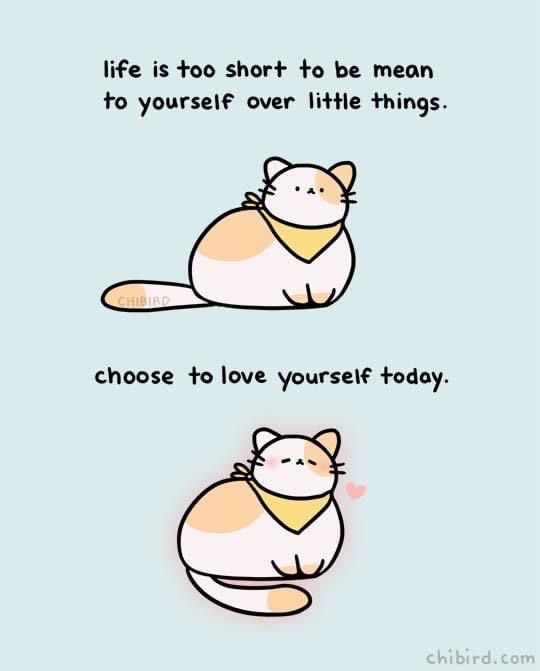 life is too short to be mean
to yourself over little things.
CHIBIRD
choose to love yourself today.
chibird.com